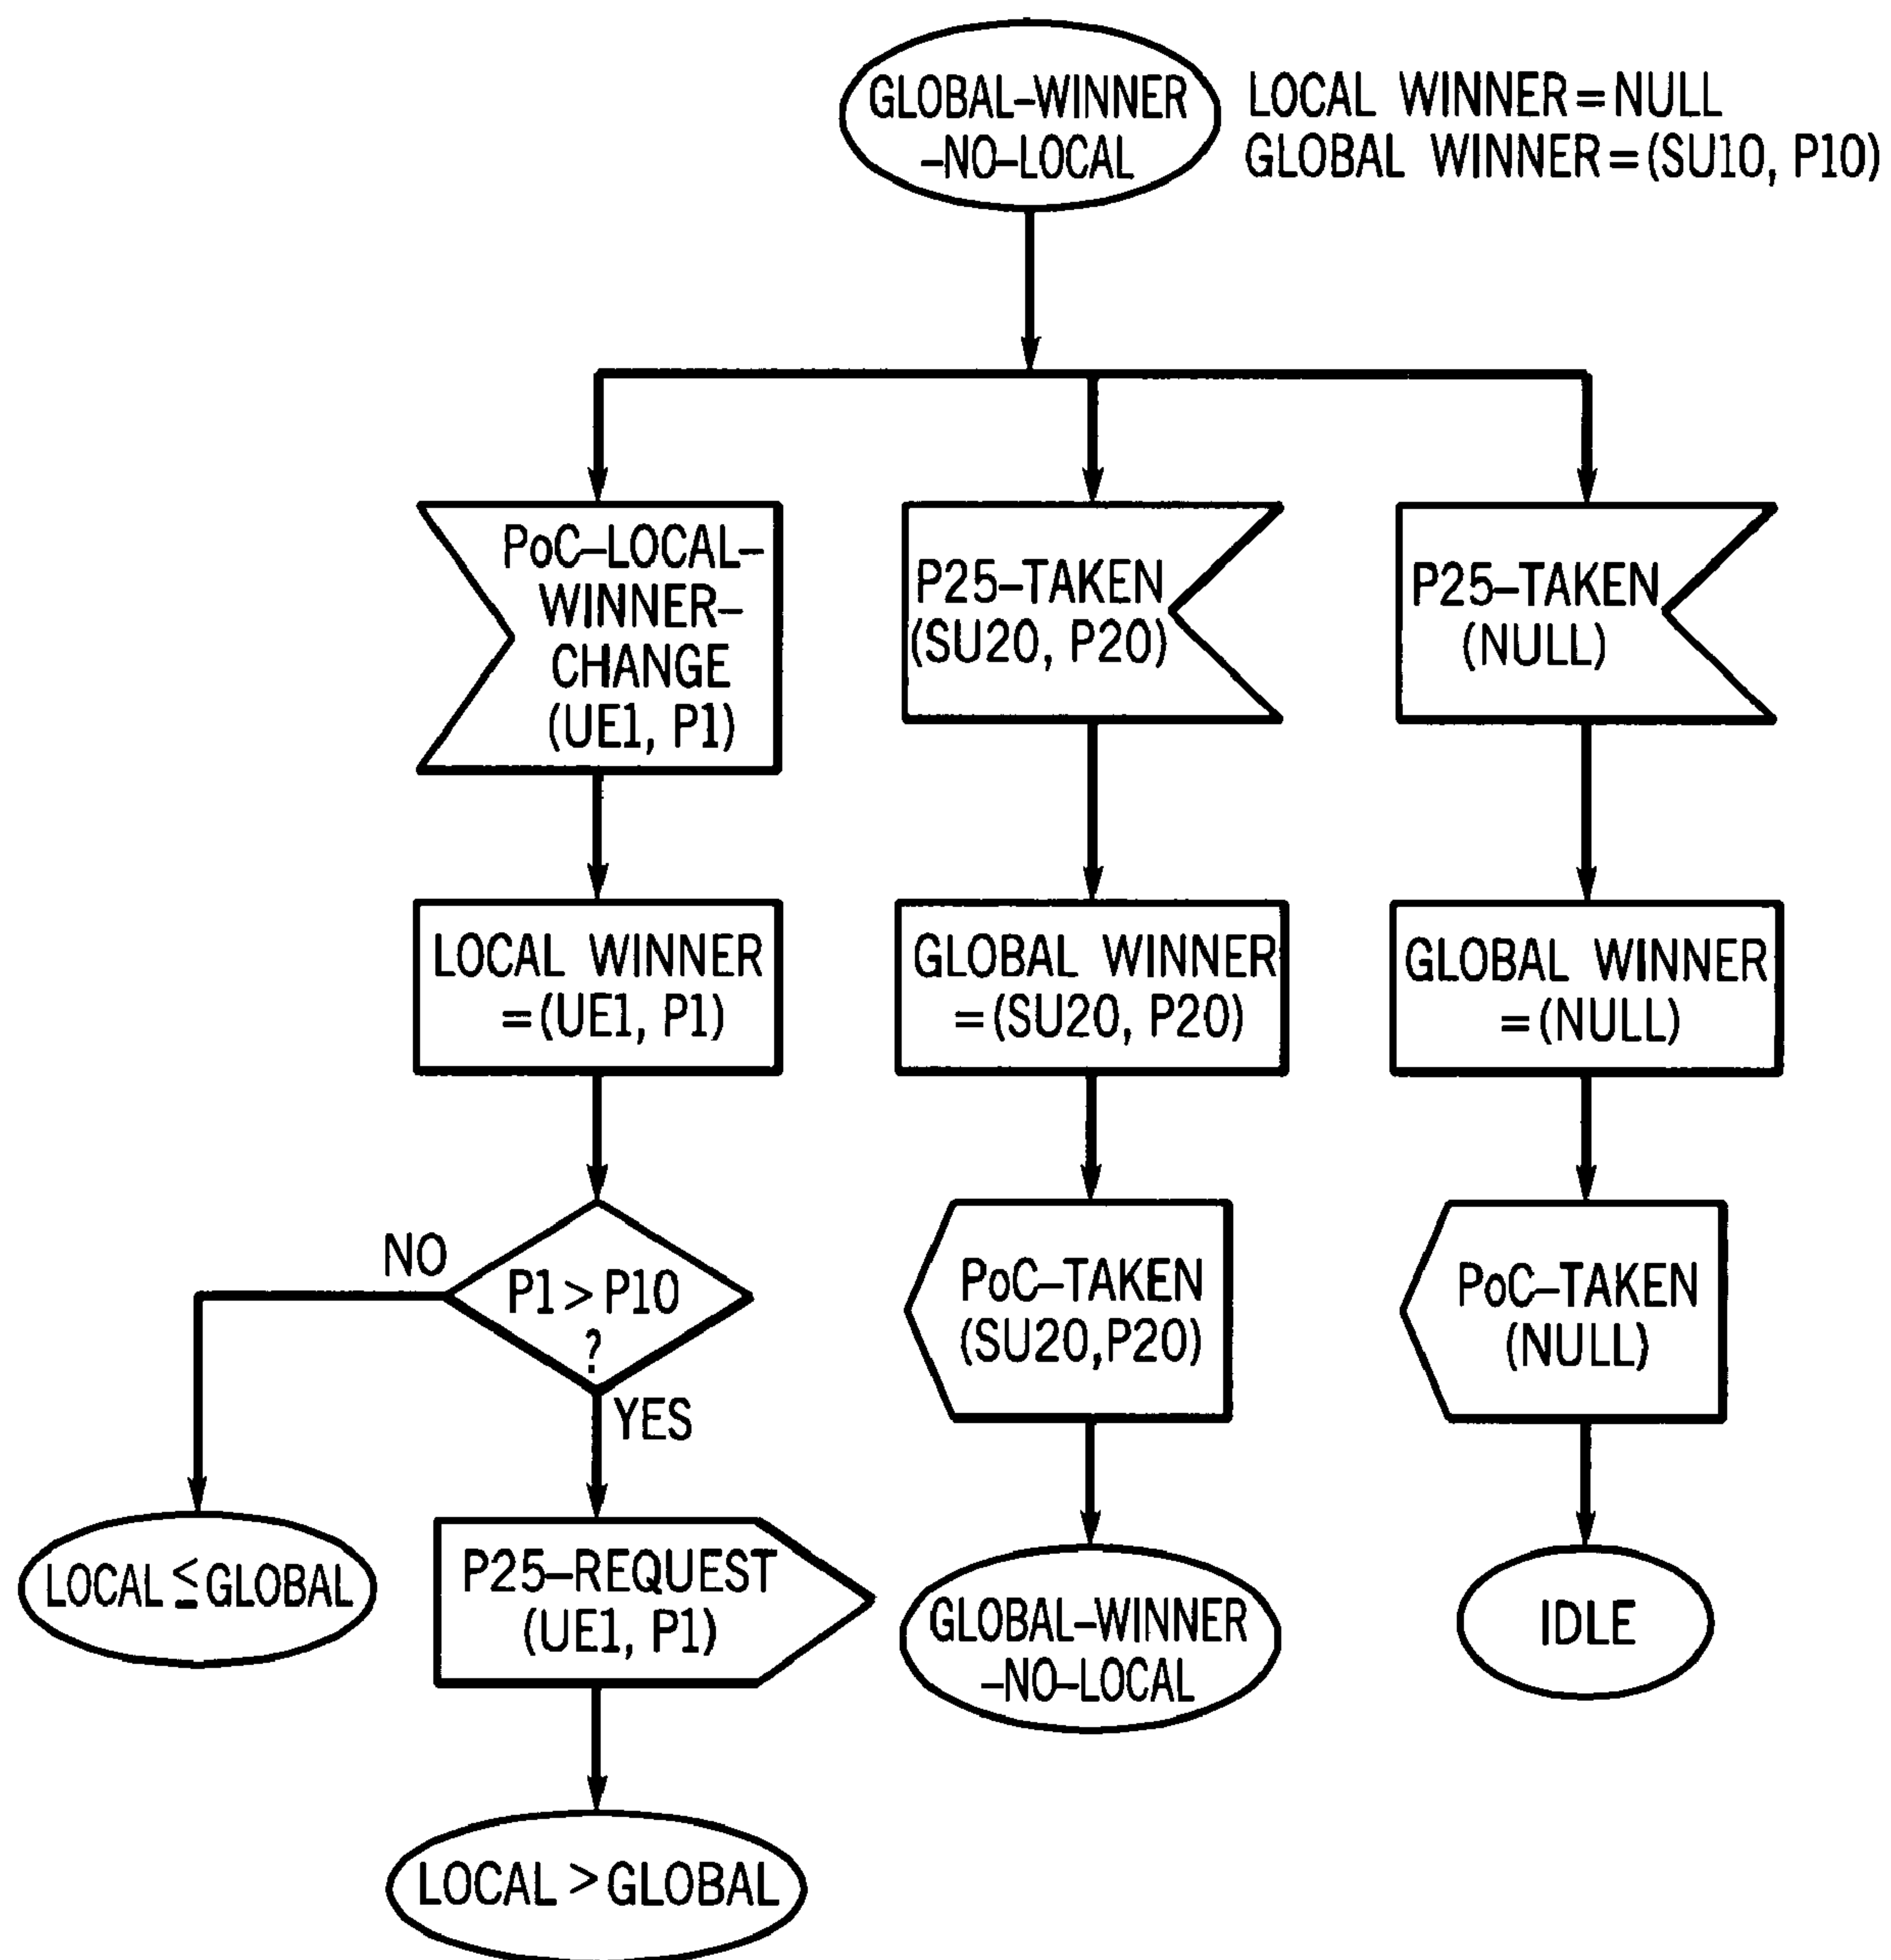 GLOBAL-WINNER
-NO-LOCAL
LOCAL WINNER=NULL
GLOBAL WINNER=(SU10, P10)
PoC-LOCAL-
WINNER-
CHANGE
(UE1, P1)
P25-TAKEN
(SU20, P20)
P25-TAKEN
(NULL)
LOCAL WINNER
=(UE1, P1)
GLOBAL WINNER
=(SU20, P20)
GLOBAL WINNER
=(NULL)
NO
P1>P10
?
YES
PoC-TAKEN
(SU20,P20)
PoC-TAKEN
(NULL)
LOCAL≤GLOBAL
P25-REQUEST
(UE1, P1)
GLOBAL-WINNER
-NO-LOCAL
IDLE
LOCAL>GLOBAL